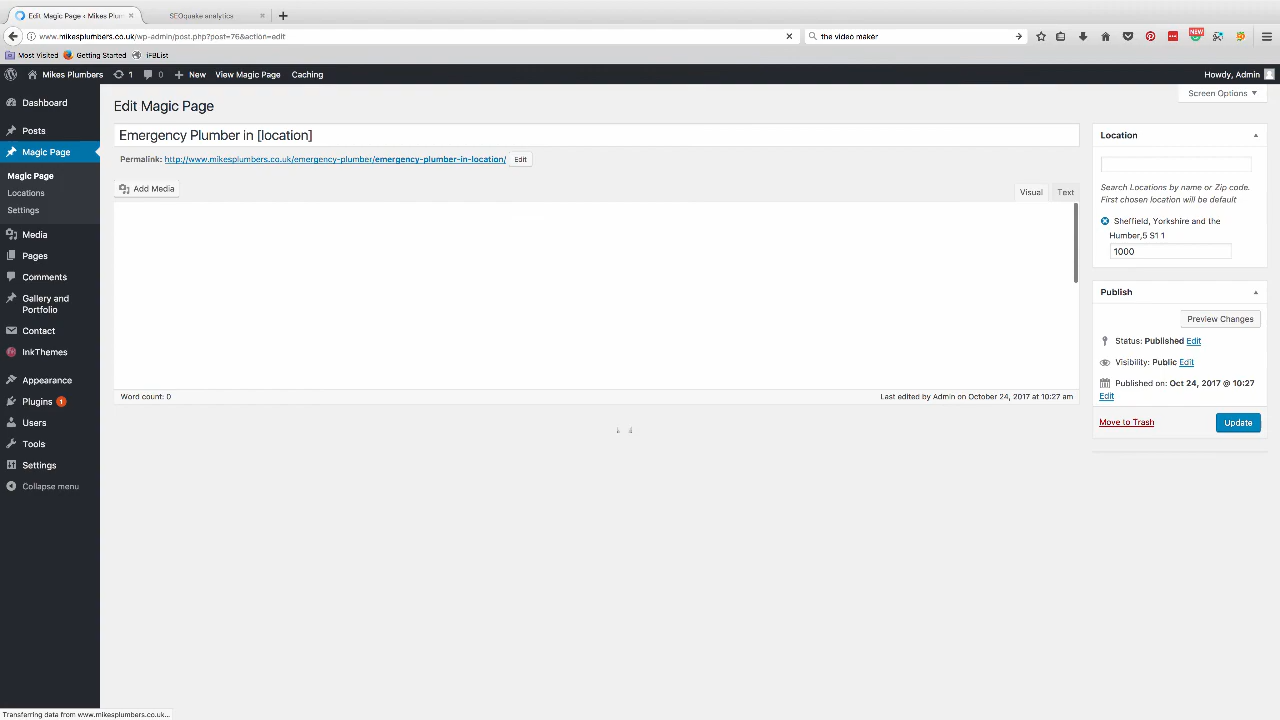 Edit Magic Page ‹ Mikes Plum
SEOquake analytics
www.mikesplumbers.co.uk/wp-admin/post.php?post=76&action=edit
the video maker
NEW
Most Visited
Getting Started
iFBList
Mikes Plumbers
1
0
New
View Magic Page
Caching
Howdy, Admin
Dashboard
Posts
Magic Page
Magic Page
Locations
Settings
Media
Pages
Comments
Gallery and
Portfolio
Contact
InkThemes
Appearance
Plugins 1
Users
Tools
Settings
Collapse menu
Screen Options
Edit Magic Page
Emergency Plumber in [location]
Permalink: http://www.mikesplumbers.co.uk/emergency-plumber/emergency-plumber-in-location/ Edit
Add Media
Visual
Text
Word count: 0
Last edited by Admin on October 24, 2017 at 10:27 am
Location
Search Locations by name or Zip code.
First chosen location will be default
Sheffield, Yorkshire and the
Humber,5 S1 1
1000
Publish
Preview Changes
Status: Published Edit
Visibility: Public Edit
Published on: Oct 24, 2017 @ 10:27
Edit
Move to Trash
Update
Transferring data from www.mikesplumbers.co.uk...